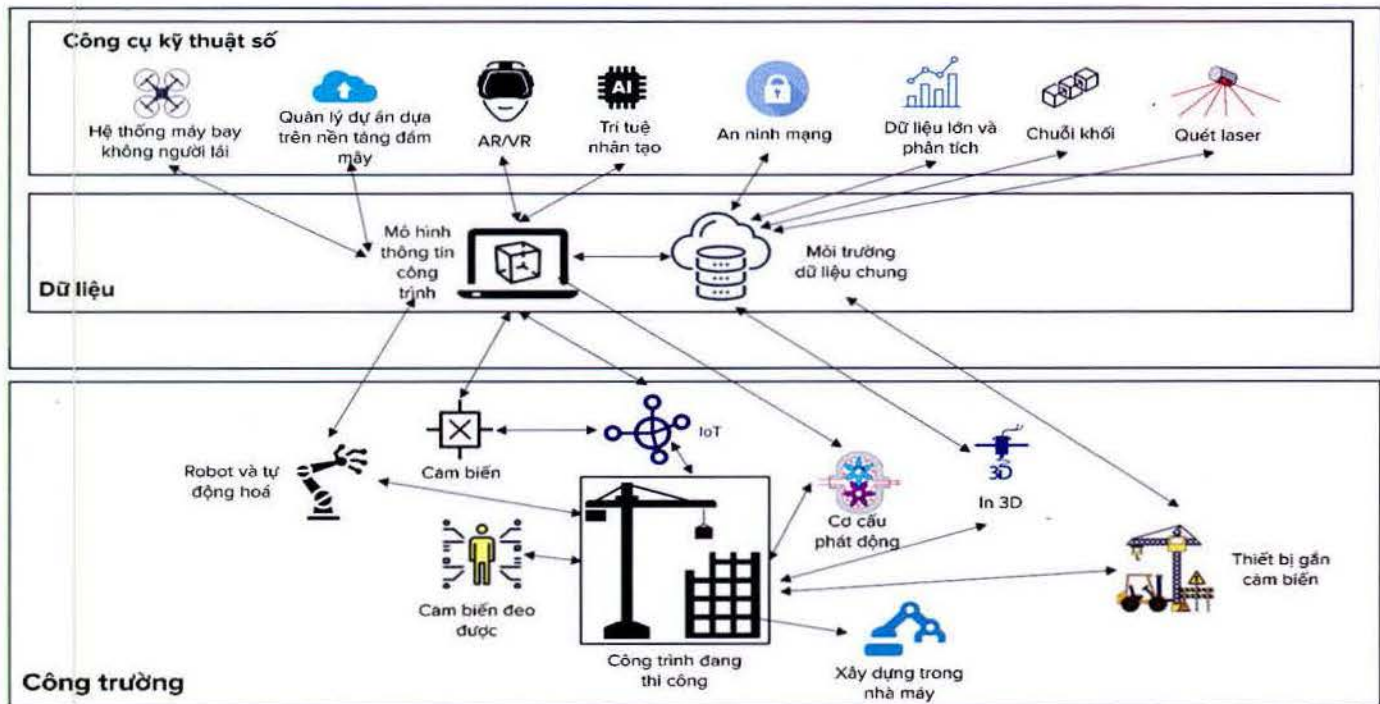 Công cụ kỹ thuật số
Hệ thống máy bay
không người lái
Quản lý dự án dựa
trên nền tảng đám
mây
AR/VR
AI
Trí tuệ
nhân tạo
An ninh mạng
Dữ liệu lớn và
phân tích
Chuỗi khối
Quét laser
Mô hình
thông tin
công
trình
Môi trường
dữ liệu chung
Dữ liệu
Robot và tự
động hoá
Cảm biến
IoT
Cơ cấu
phát động
3D
In 3D
Thiết bị gắn
cảm biến
Cảm biến đeo
được
Công trình đang
thi công
Xây dựng trong
nhà máy
Công trường